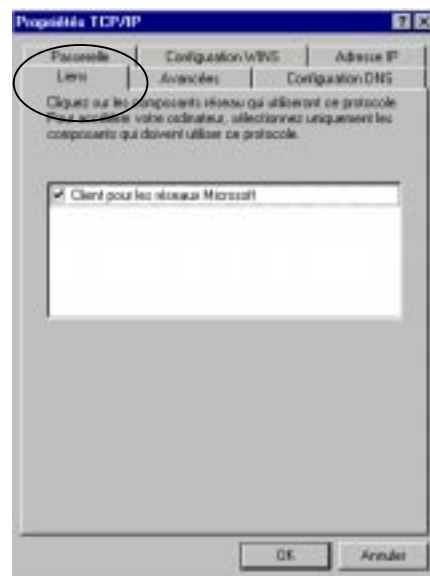 Propriétés TCP/IP
Passerelle Configuration WINS Adresse IP
Liens Avancées Configuration DNS
Cliquez sur les composants réseau qui utiliseront ce protocole.
Pour accélérer votre ordinateur, sélectionnez uniquement les
composants qui doivent utiliser ce protocole.
Client pour les réseaux Microsoft
OK Annuler